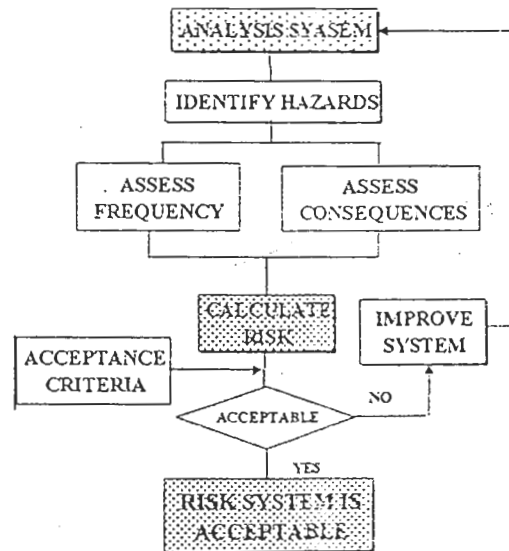 ANALYSIS SYASEM
IDENTIFY HAZARDS
ASSESS
FREQUENCY
ASSESS
CONSEQUENCES
CALCULATE
RISK
IMPROVE
SYSTEM
ACCEPTANCE
CRITERIA
ACCEPTABLE
NO
YES
RISK SYSTEM IS
ACCEPTABLE